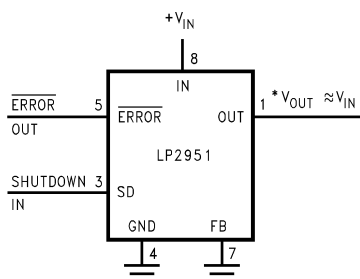 +V_IN
8
IN
ERROR 5 ERROR OUT 1 *V_OUT ≈V_IN
OUT
LP2951
SHUTDOWN 3 SD
IN
GND FB
4 7